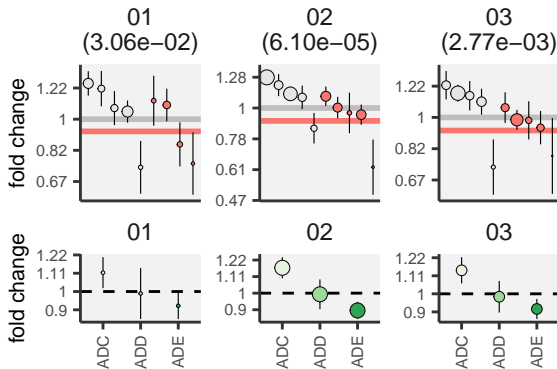 01 02 03
(3.06e−02) (6.10e−05) (2.77e−03)
fold change
1.22 1 0.82 0.67
1.28 1 0.78 0.61 0.47
1.22 1 0.82 0.67
01 02 03
fold change
1.22 1.11 1 0.9
1.22 1.11 1 0.9
1.22 1.11 1 0.9
ADC ADD ADE ADC ADD ADE ADC ADD ADE